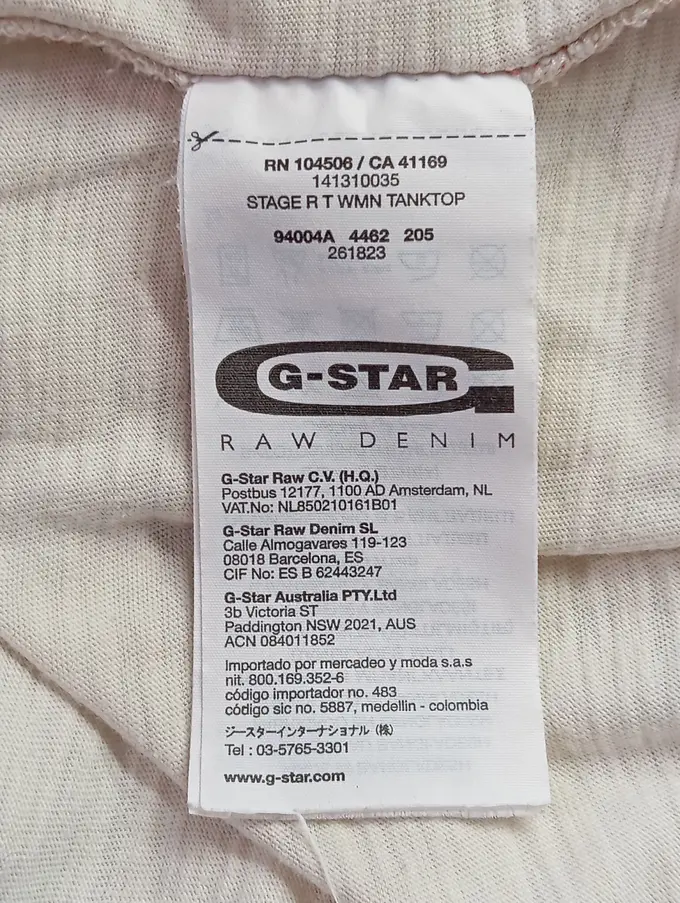 RN 104506 / CA 41169
141310035
STAGE R T WMN TANKTOP
94004A 4462 205
261823
G-STAR
RAW DENIM
G-Star Raw C.V. (H.Q.)
Postbus 12177, 1100 AD Amsterdam, NL
VAT.No: NL850210161B01
G-Star Raw Denim SL
Calle Almogavares 119-123
08018 Barcelona, ES
CIF No: ES B 62443247
G-Star Australia PTY.Ltd
3b Victoria ST
Paddington NSW 2021, AUS
ACN 084011852
Importado por mercadeo y moda s.a.s
nit. 800.169.352-6
código importador no. 483
código sic no. 5887, medellin - colombia
ジースターインターナショナル (株)
Tel : 03-5765-3301
www.g-star.com